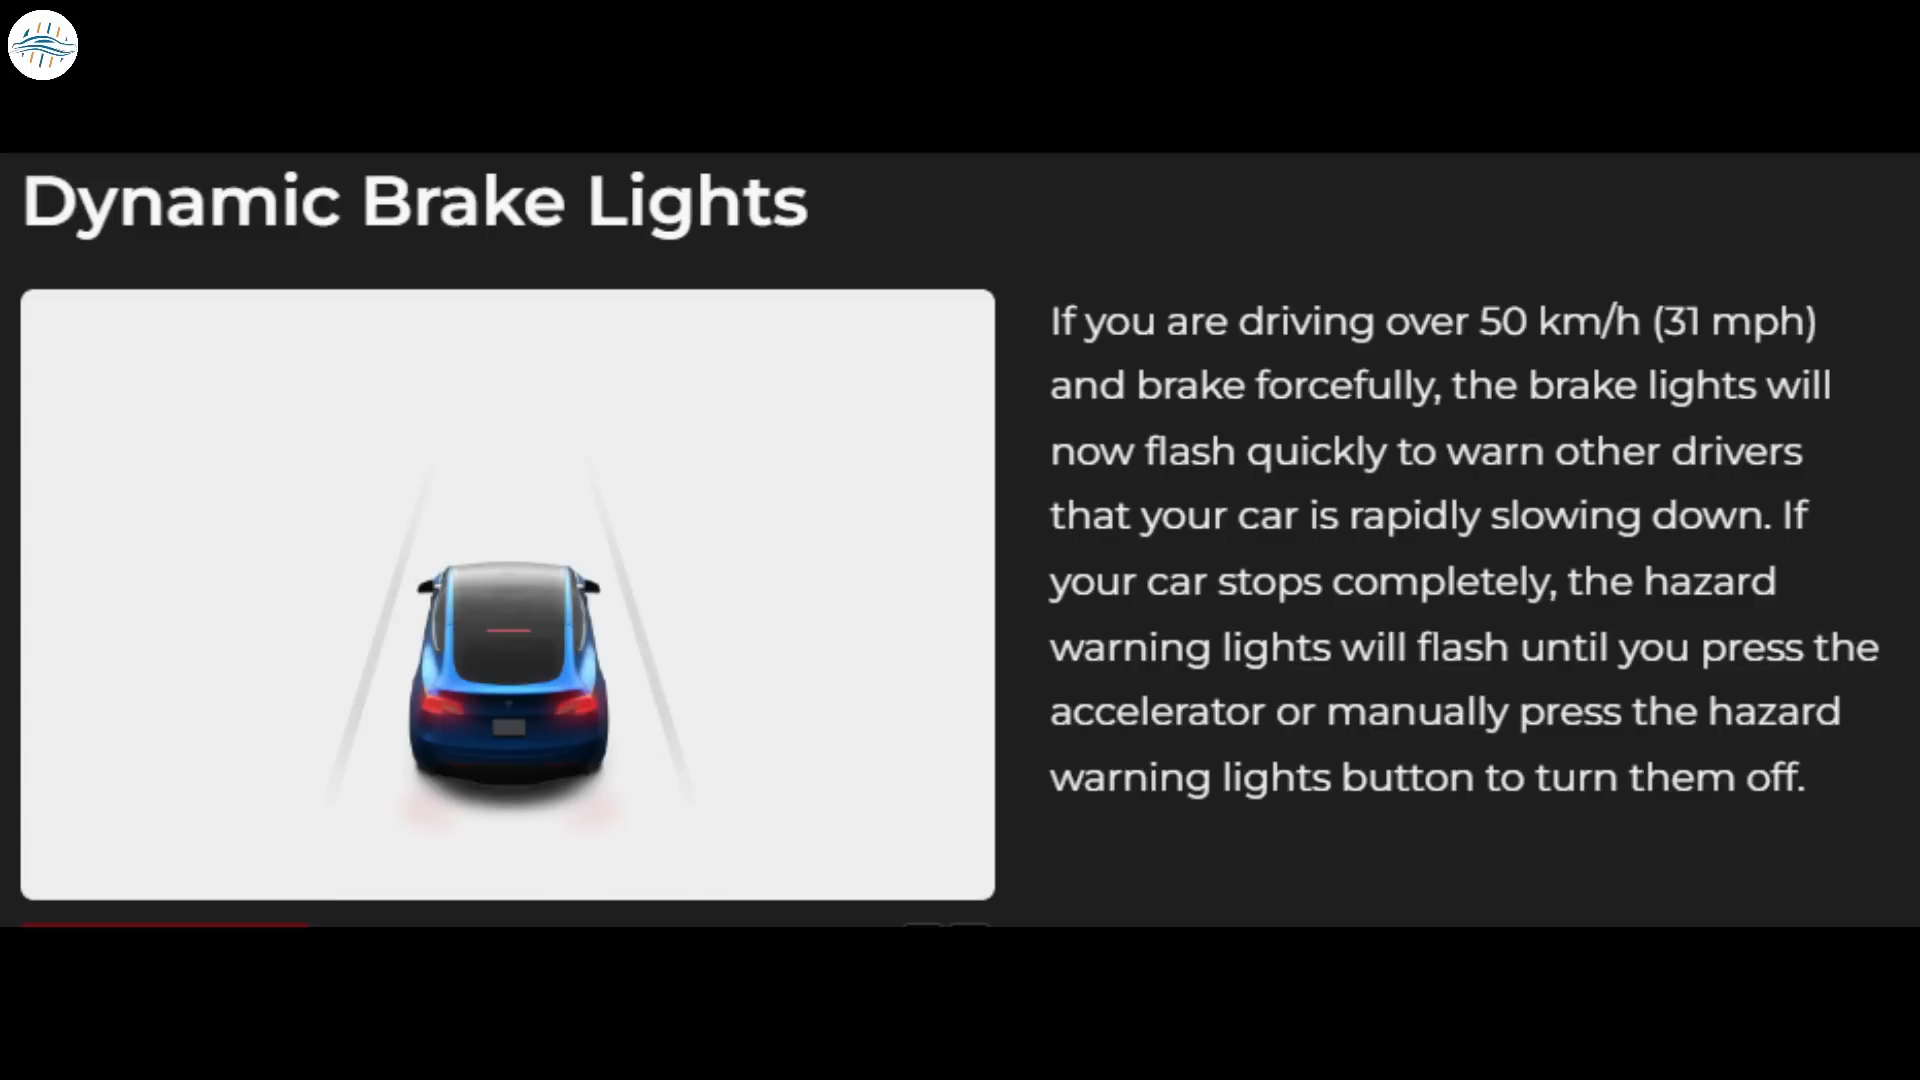 Dynamic Brake Lights
If you are driving over 50 km/h (31 mph)
and brake forcefully, the brake lights will
now flash quickly to warn other drivers
that your car is rapidly slowing down. If
your car stops completely, the hazard
warning lights will flash until you press the
accelerator or manually press the hazard
warning lights button to turn them off.